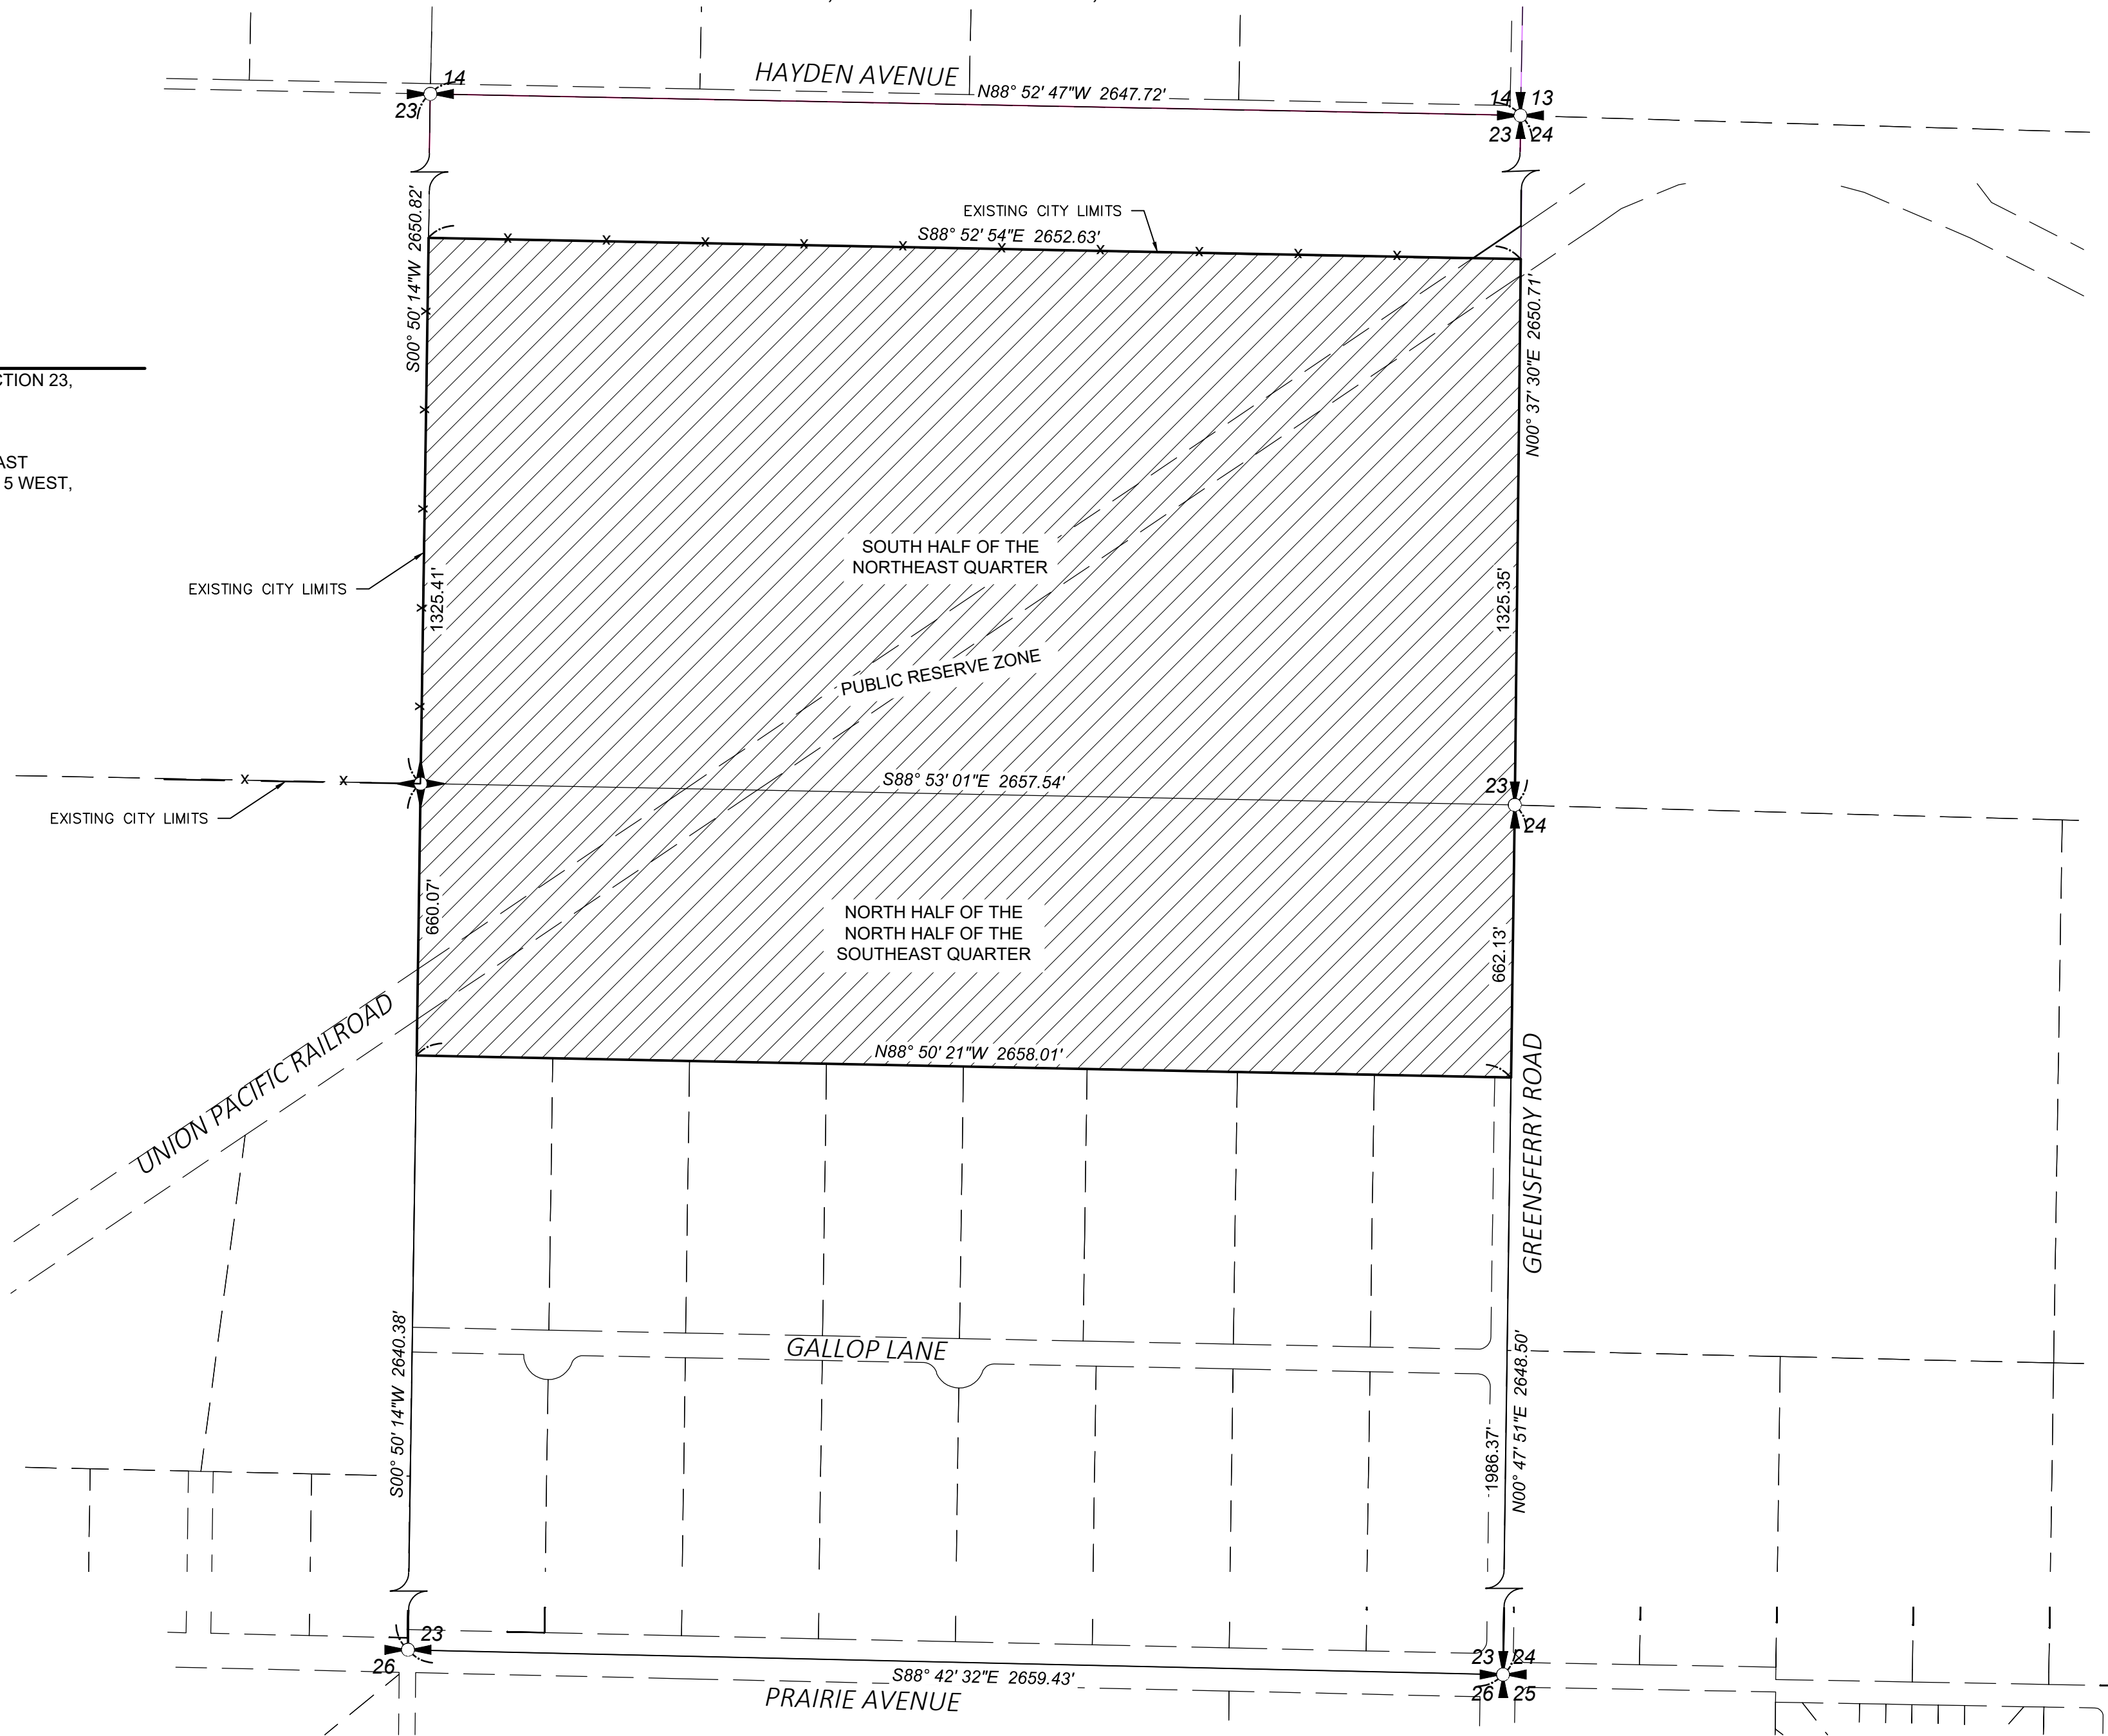 HAYDEN AVENUE
N88° 52' 47"W 2647.72'
14
23
14 13
23 24
S00° 50' 14"W 2650.82'
EXISTING CITY LIMITS
S88° 52' 54"E 2652.63'
N00° 37' 30"E 2650.71'
CTION 23,
AST
5 WEST,
EXISTING CITY LIMITS
1325.41'
SOUTH HALF OF THE
NORTHEAST QUARTER
1325.35'
PUBLIC RESERVE ZONE
EXISTING CITY LIMITS
S88° 53' 01"E 2657.54'
23
24
660.07'
NORTH HALF OF THE
NORTH HALF OF THE
SOUTHEAST QUARTER
662.13'
UNION PACIFIC RAILROAD
N88° 50' 21"W 2658.01'
GREENSFERRY ROAD
GALLOP LANE
S00° 50' 14"W 2640.38'
1986.37'
N00° 47' 51"E 2648.50'
23
26
S88° 42' 32"E 2659.43'
23 24
26 25
PRAIRIE AVENUE